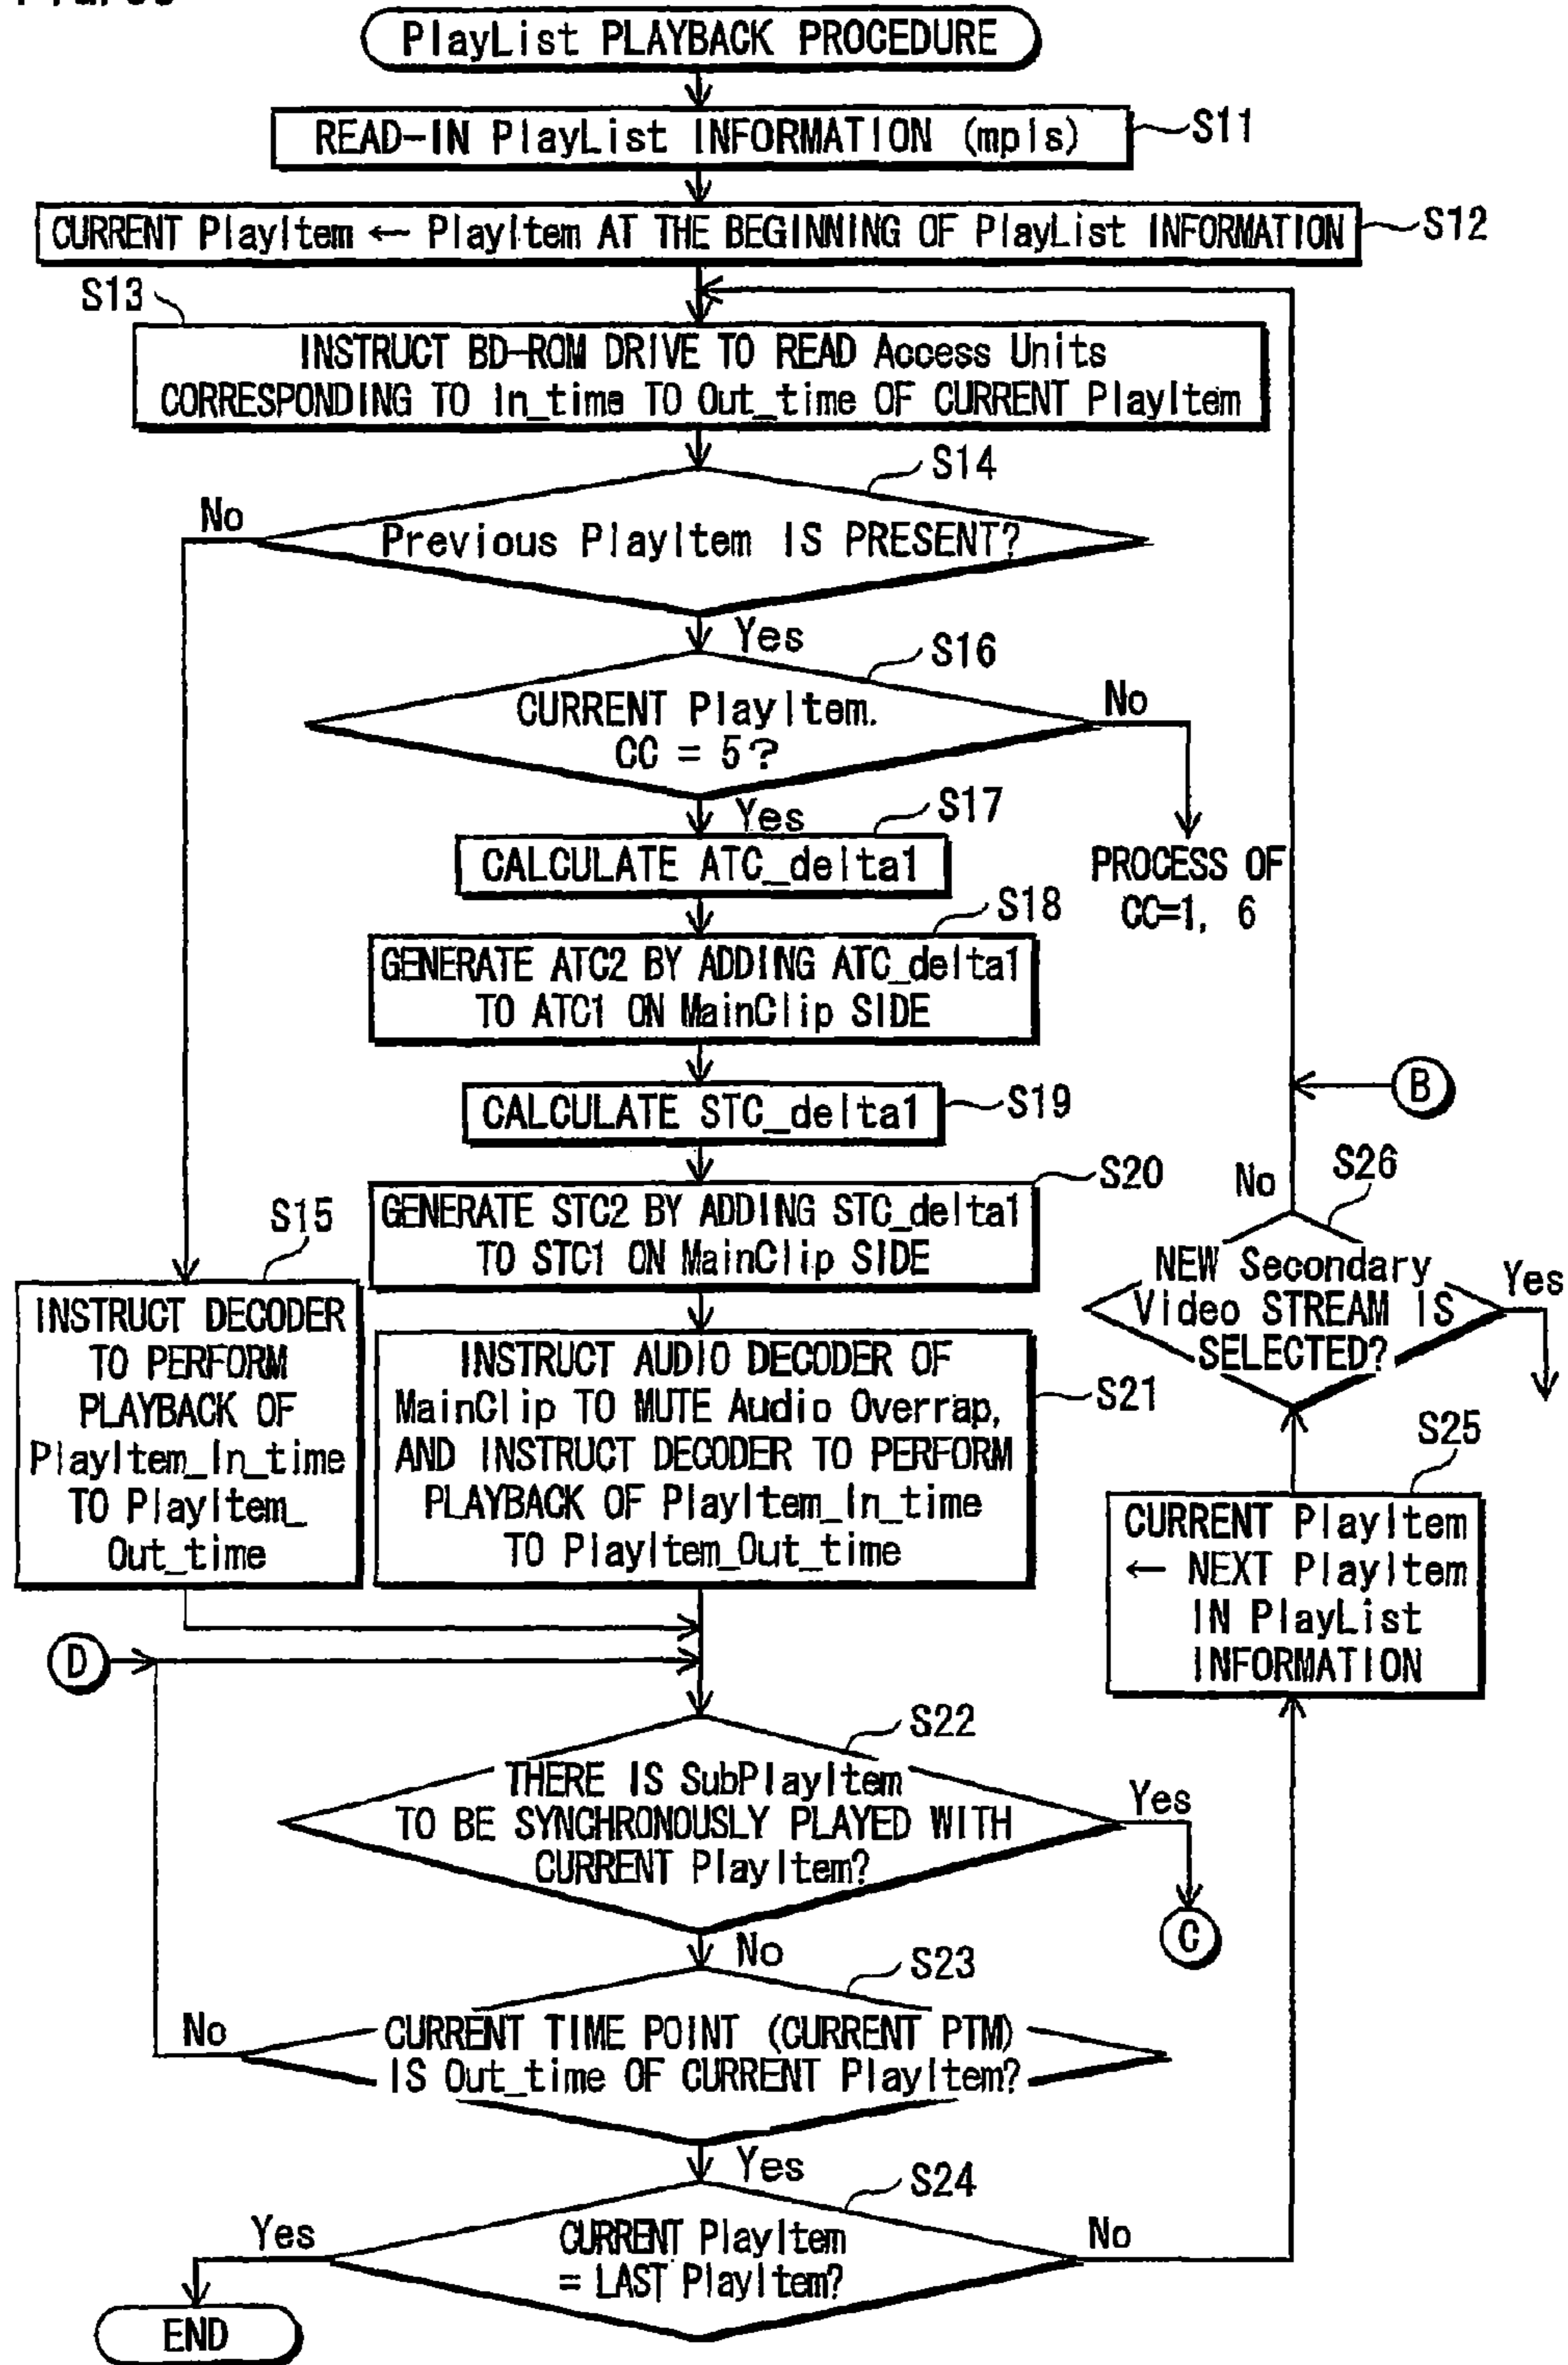 PlayList PLAYBACK PROCEDURE
READ-IN PlayList INFORMATION (mpls)
S11
CURRENT PlayItem ← PlayItem AT THE BEGINNING OF PlayList INFORMATION
S12
S13
INSTRUCT BD-ROM DRIVE TO READ Access Units
CORRESPONDING TO In_time TO Out_time OF CURRENT PlayItem
S14
No
Previous PlayItem IS PRESENT?
Yes
S16
CURRENT PlayItem.
CC = 5?
No
Yes
S17
CALCULATE ATC_delta1
PROCESS OF
CC=1, 6
S18
GENERATE ATC2 BY ADDING ATC_delta1
TO ATC1 ON MainClip SIDE
B
CALCULATE STC_delta1
S19
S20
GENERATE STC2 BY ADDING STC_delta1
TO STC1 ON MainClip SIDE
No
S26
NEW Secondary
Video STREAM IS
SELECTED?
Yes
S15
INSTRUCT DECODER
TO PERFORM
PLAYBACK OF
PlayItem_In_time
TO PlayItem_
Out_time
INSTRUCT AUDIO DECODER OF
MainClip TO MUTE Audio Overrap,
AND INSTRUCT DECODER TO PERFORM
PLAYBACK OF PlayItem_In_time
TO PlayItem_Out_time
S21
S25
CURRENT PlayItem
← NEXT PlayItem
IN PlayList
INFORMATION
D
S22
THERE IS SubPlayItem
TO BE SYNCHRONOUSLY PLAYED WITH
CURRENT PlayItem?
Yes
C
No
S23
No
CURRENT TIME POINT (CURRENT PTM)
IS Out_time OF CURRENT PlayItem?
Yes
S24
Yes
CURRENT PlayItem
= LAST PlayItem?
No
END